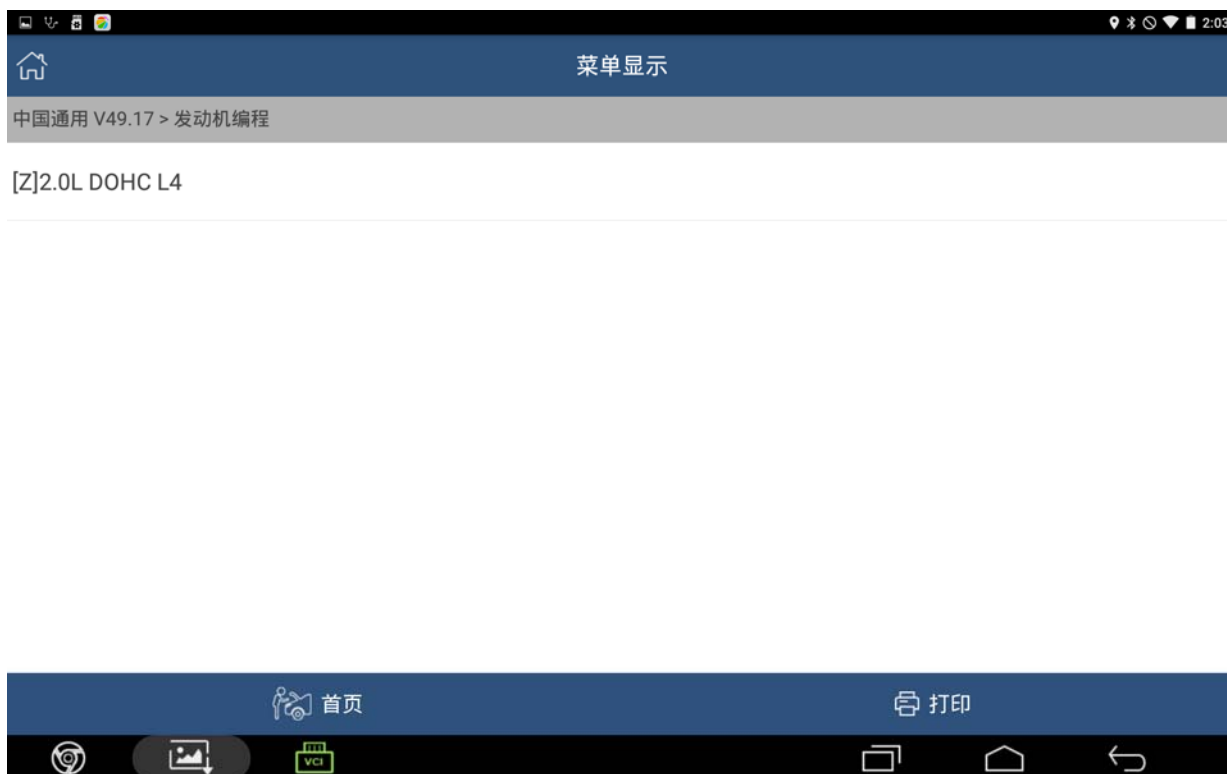 2:03
菜单显示
中国通用 V49.17 > 发动机编程
[Z]2.0L DOHC L4
首页
打印
VCI